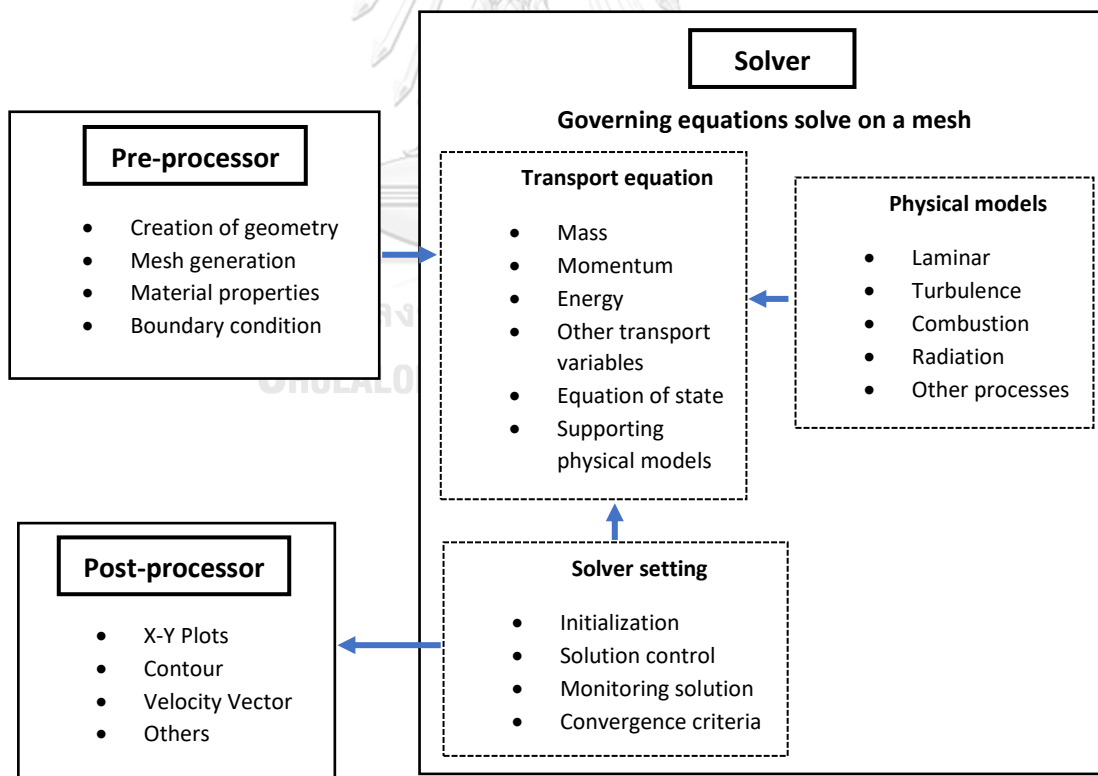 Pre-processor
• Creation of geometry
• Mesh generation
• Material properties
• Boundary condition
Solver
Governing equations solve on a mesh
Transport equation
• Mass
• Momentum
• Energy
• Other transport
variables
• Equation of state
• Supporting
physical models
Physical models
• Laminar
• Turbulence
• Combustion
• Radiation
• Other processes
Solver setting
• Initialization
• Solution control
• Monitoring solution
• Convergence criteria
Post-processor
• X-Y Plots
• Contour
• Velocity Vector
• Others